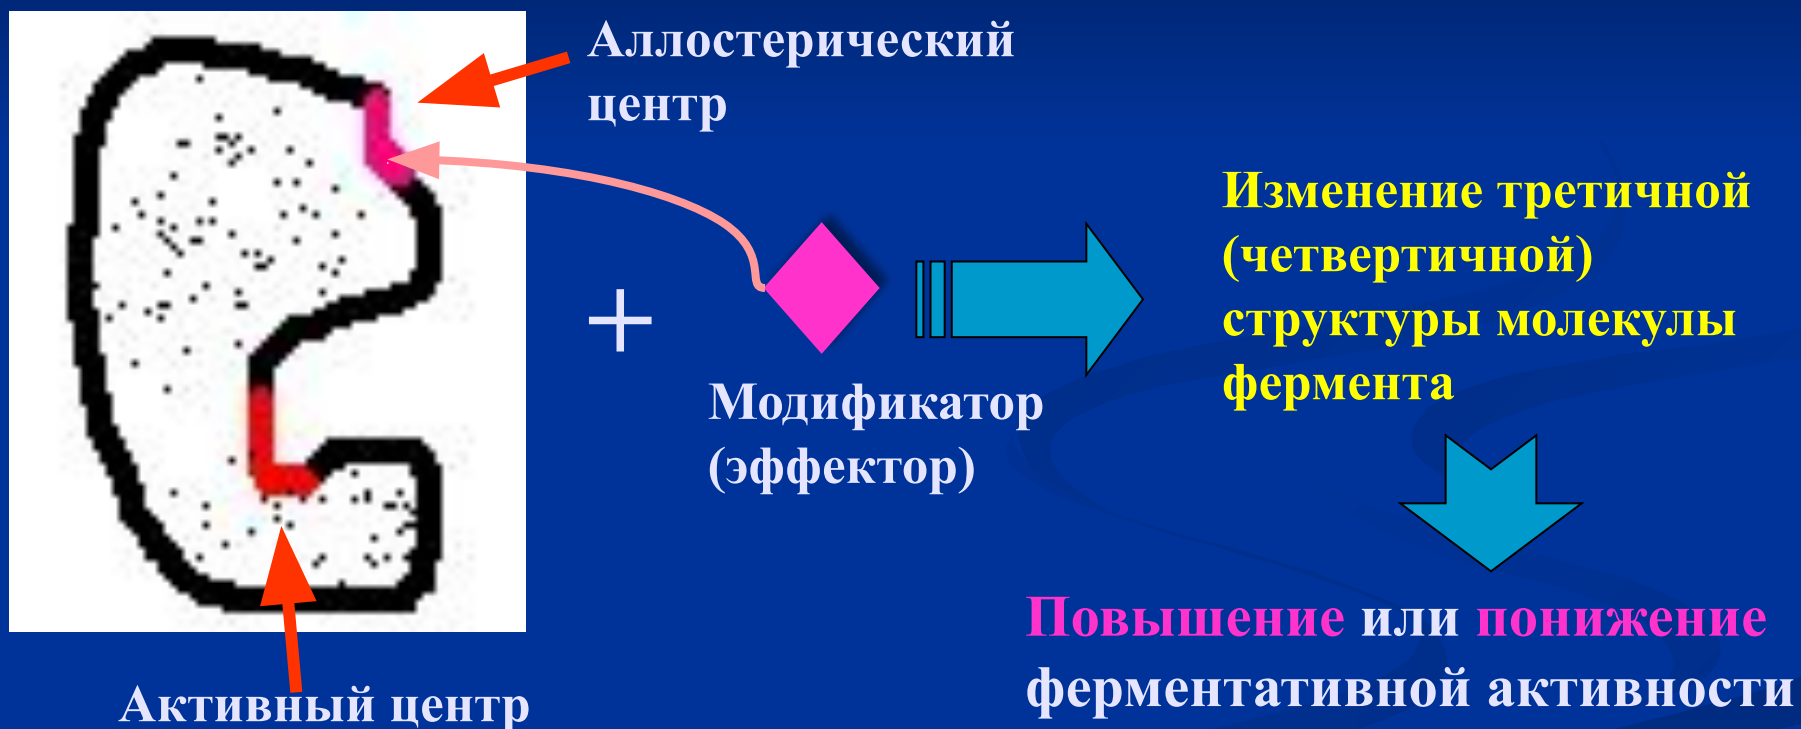 Аллостерический
центр
Изменение третичной
(четвертичной)
структуры молекулы
фермента
+
Модификатор
(эффектор)
Повышение или понижение
ферментативной активности
Активный центр